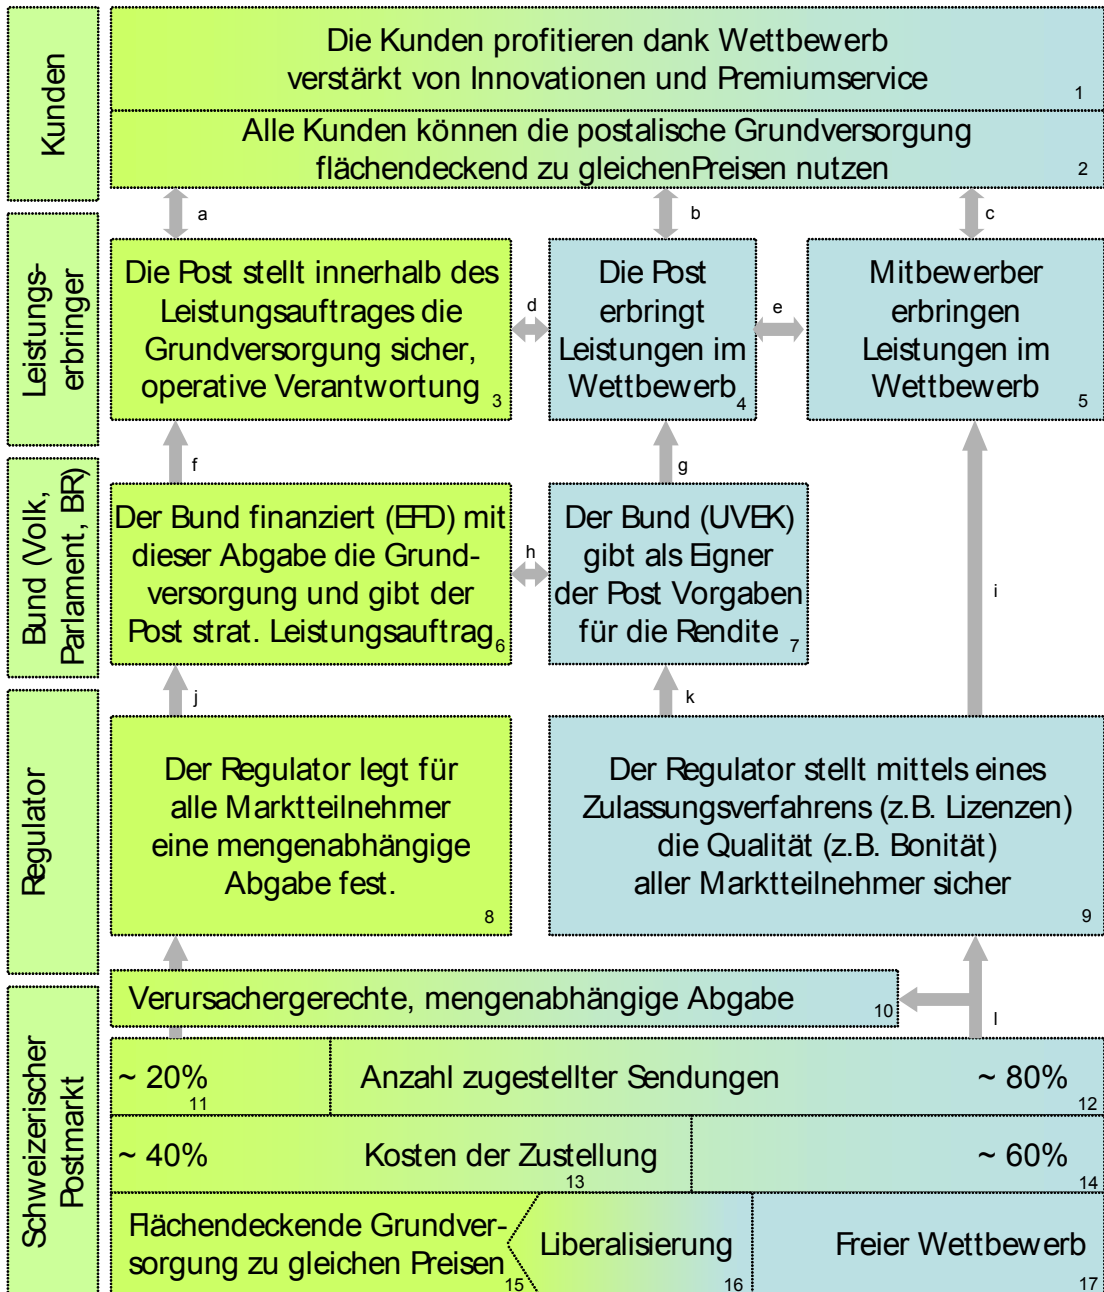 Kunden
Die Kunden profitieren dank Wettbewerb
verstärkt von Innovationen und Premiumservice
1
Alle Kunden können die postalische Grundversorgung
flächendeckend zu gleichenPreisen nutzen
2
a
b
c
Leistungs-
erbringer
Die Post stellt innerhalb des
Leistungsauftrages die
Grundversorgung sicher,
operative Verantwortung
3
d
Die Post
erbringt
Leistungen im
Wettbewerb
4
e
Mitbewerber
erbringen
Leistungen im
Wettbewerb
5
f
g
Bund (Volk,
Parlament, BR)
Der Bund finanziert (EFD) mit
dieser Abgabe die Grund-
versorgung und gibt der
Post strat. Leistungsauftrag
6
h
Der Bund (UVEK)
gibt als Eigner
der Post Vorgaben
für die Rendite
7
i
j
k
Regulator
Der Regulator legt für
alle Marktteilnehmer
eine mengenabhängige
Abgabe fest.
8
Der Regulator stellt mittels eines
Zulassungsverfahrens (z.B. Lizenzen)
die Qualität (z.B. Bonität)
aller Marktteilnehmer sicher
9
Schweizerischer
Postmarkt
Verursachergerechte, mengenabhängige Abgabe
10
l
~ 20%
11
Anzahl zugestellter Sendungen
~ 80%
12
~ 40%
Kosten der Zustellung
13
~ 60%
14
Flächendeckende Grundver-
sorgung zu gleichen Preisen
15
Liberalisierung
16
Freier Wettbewerb
17